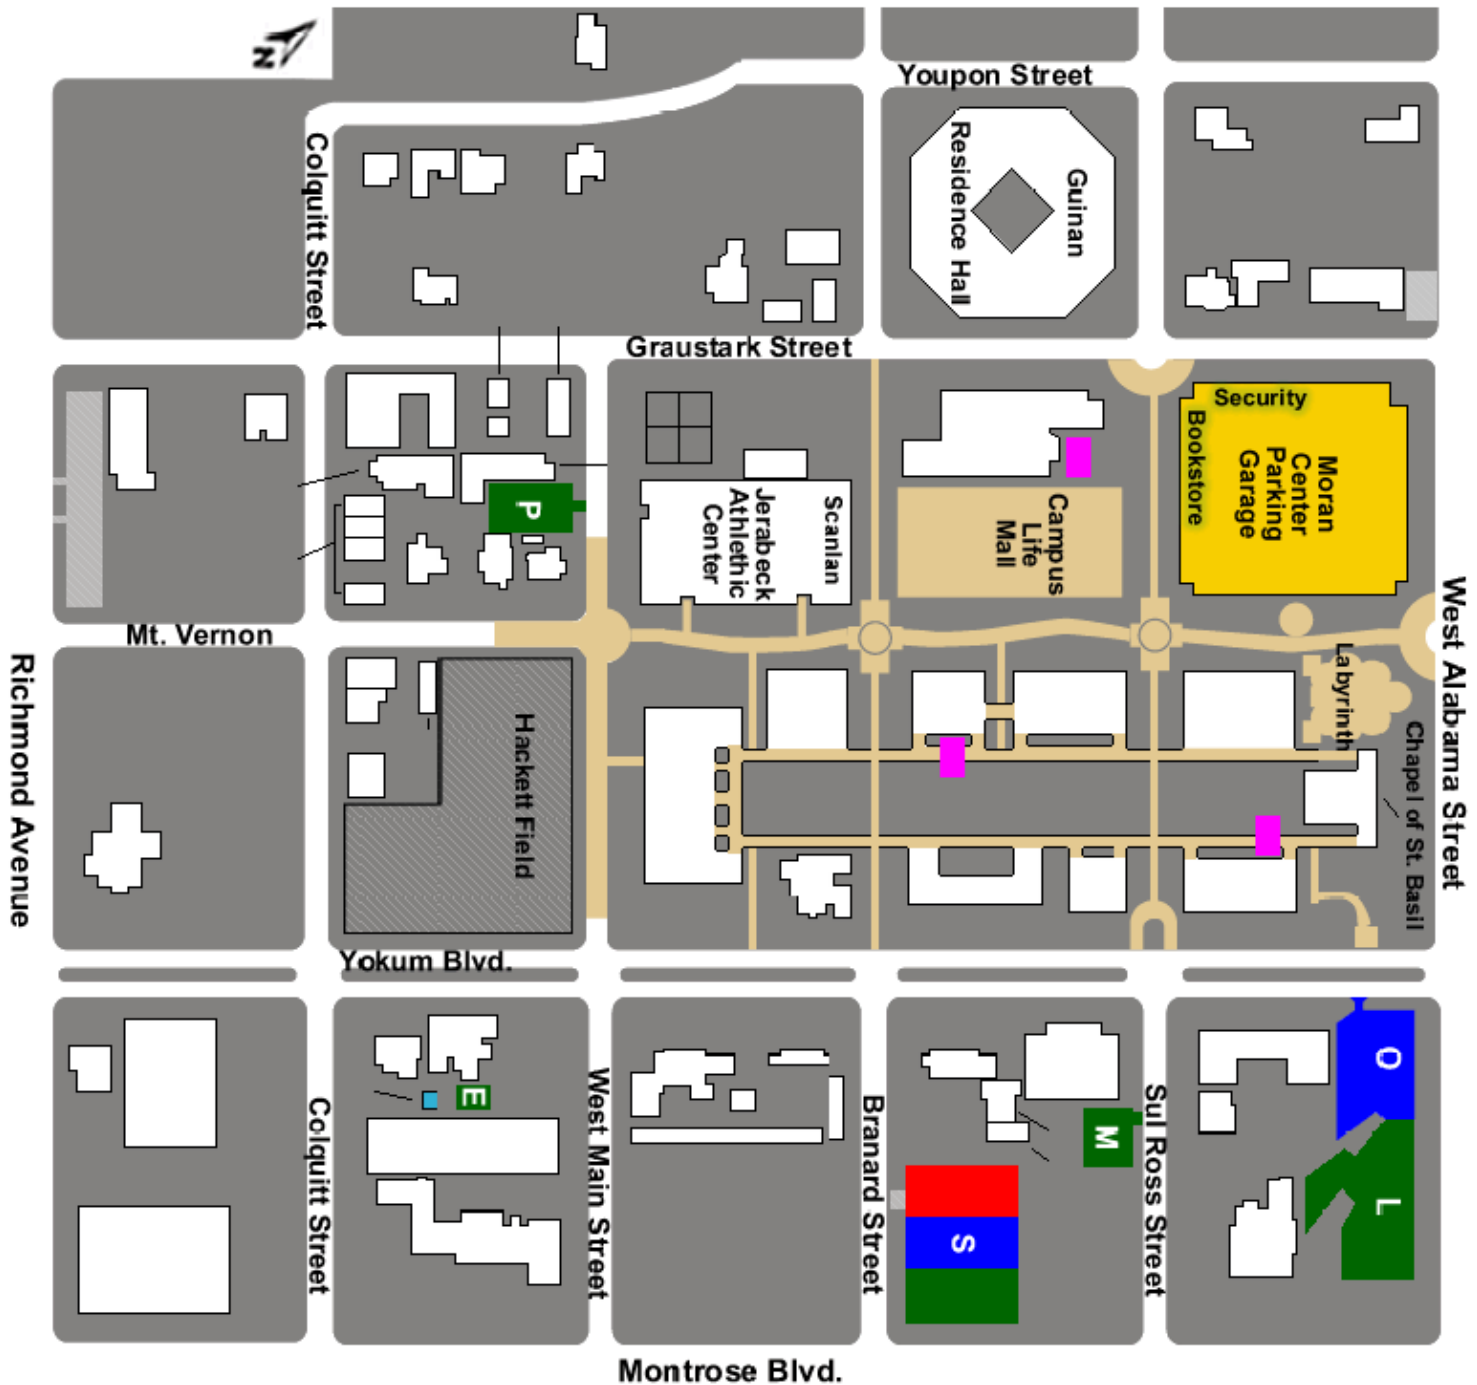 N
Youpon Street
Colquitt Street
Residence Hall
Guinan
Graustark Street
Security
Bookstore
Moran
Center
Parking
Garage
P
Scanlan
Jerabeck
Athlethic
Center
Campus
Life
Mall
Mt. Vernon
West Alabama Street
Richmond Avenue
Labyrinth
Chapel of St. Basil
Hackett Field
Yokum Blvd.
O
L
E
M
S
Colquitt Street
West Main Street
Branard Street
Sul Ross Street
Montrose Blvd.